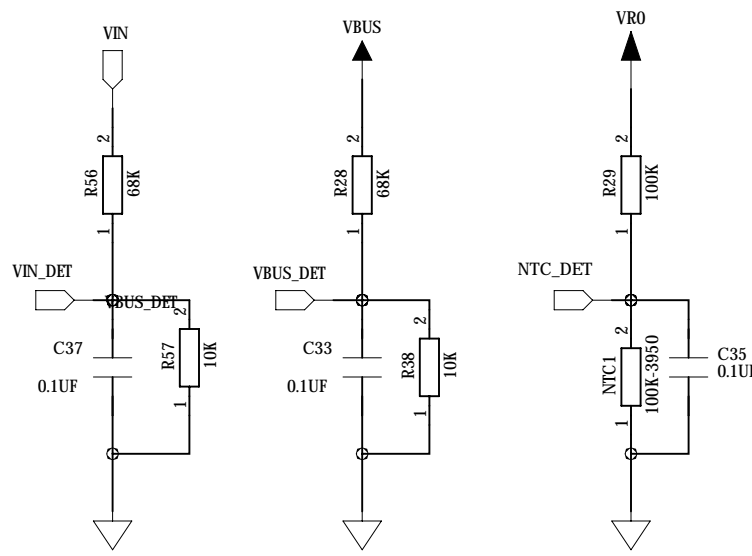 VIN
2
R56
68K
1
VIN_DET
VBUS_DET
2
C37
R57
10K
0.1UF
1
VBUS
2
R28
68K
1
VBUS_DET
2
C33
R38
10K
0.1UF
1
VR0
2
R29
100K
1
NTC_DET
2
NTC1
100K-3950
C35
0.1UF
1